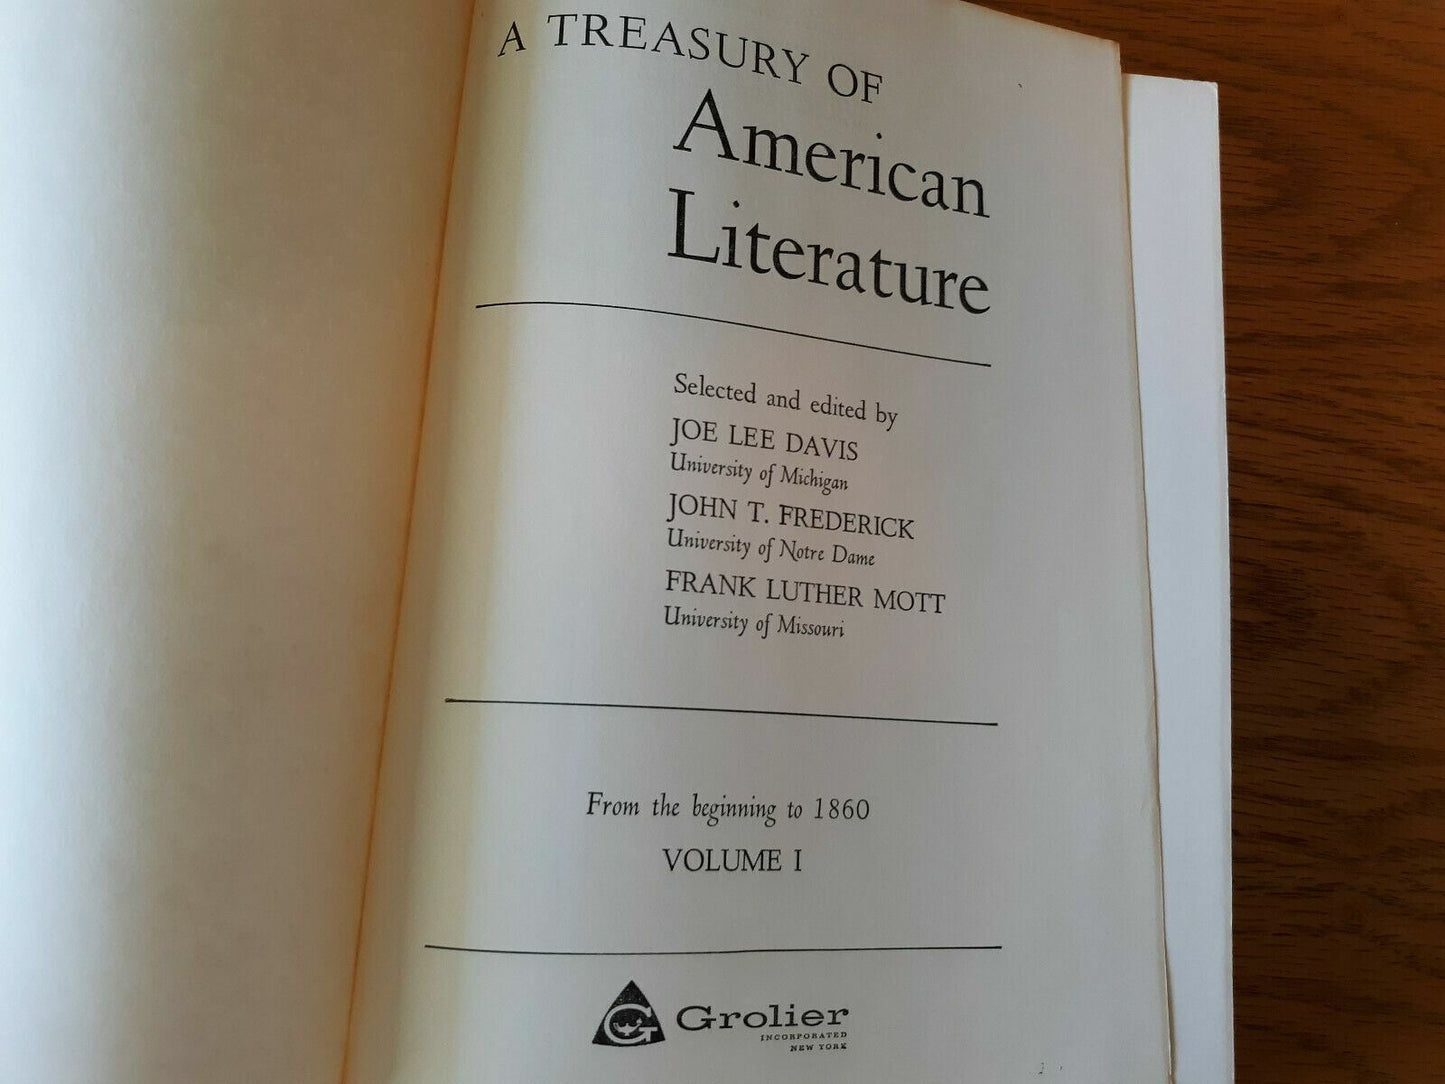 A TREASURY OF
American
Literature
Selected and edited by
JOE LEE DAVIS
University of Michigan
JOHN T. FREDERICK
University of Notre Dame
FRANK LUTHER MOTT
University of Missouri
From the beginning to 1860
VOLUME I
G Grolier
INCORPORATED
NEW YORK